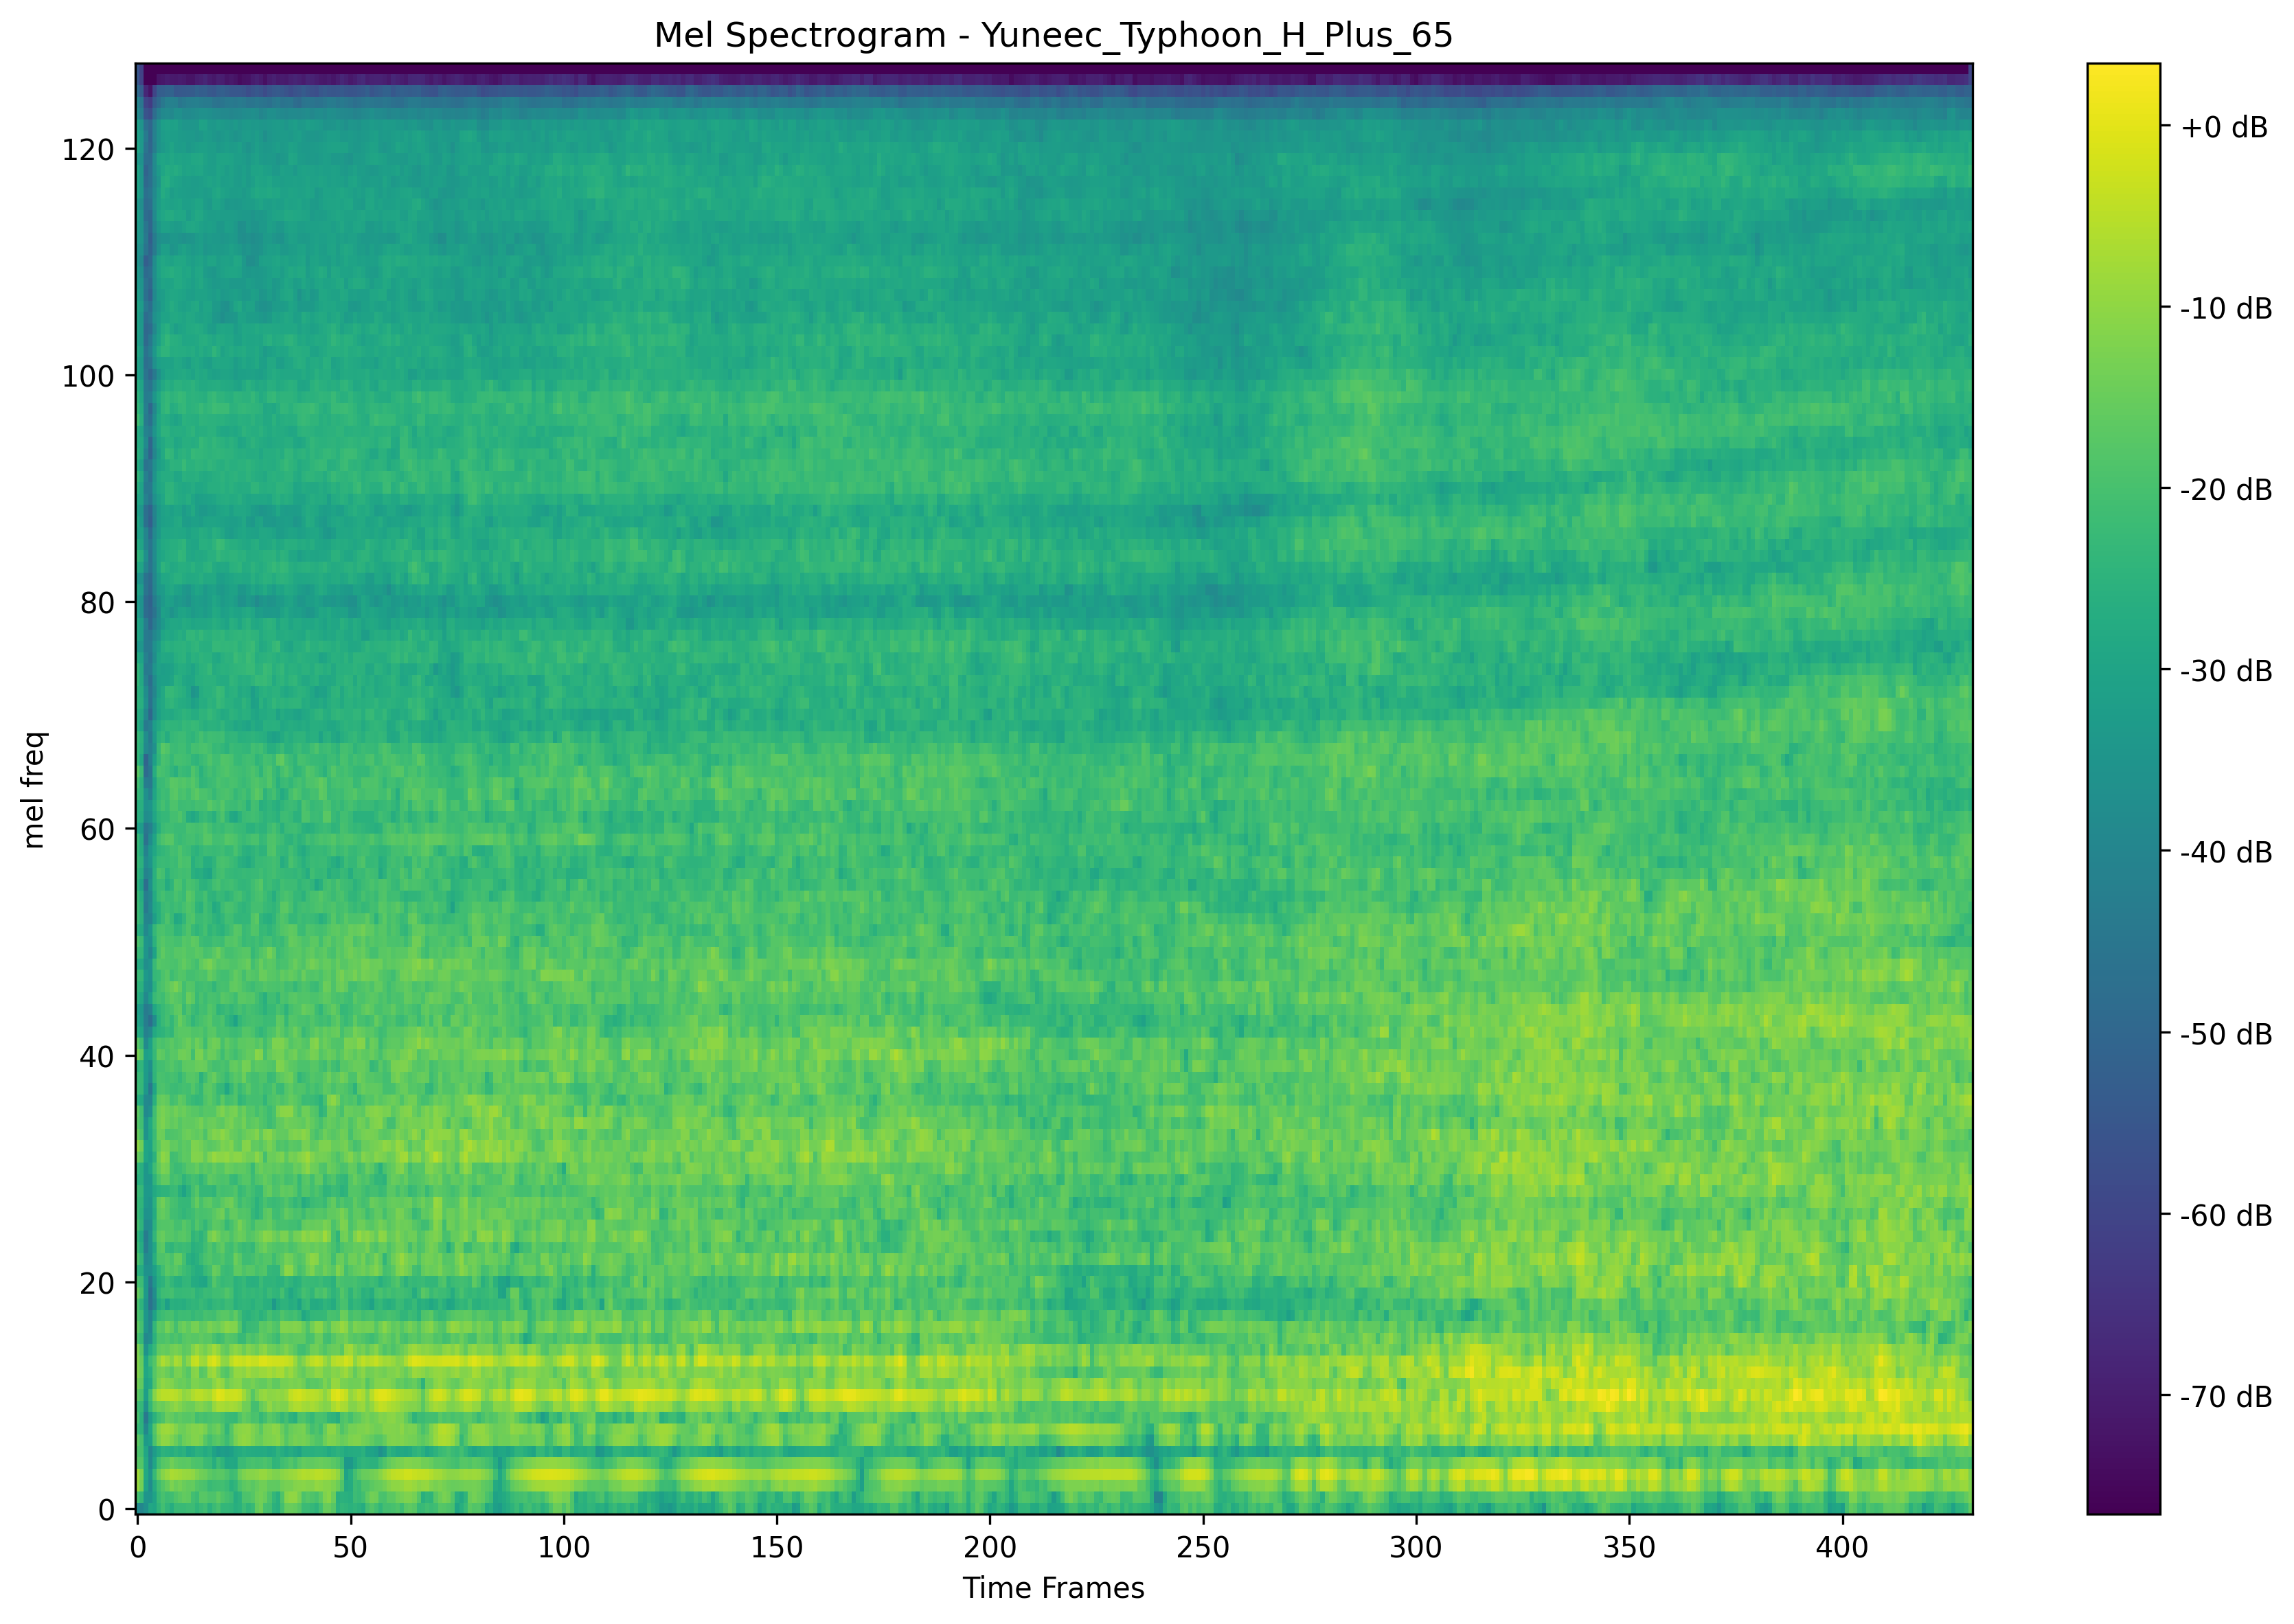 Mel Spectrogram - Yuneec_Typhoon_H_Plus_65
mel freq
120
100
80
60
40
20
0
0 50 100 150 200 250 300 350 400
Time Frames
+0 dB
-10 dB
-20 dB
-30 dB
-40 dB
-50 dB
-60 dB
-70 dB